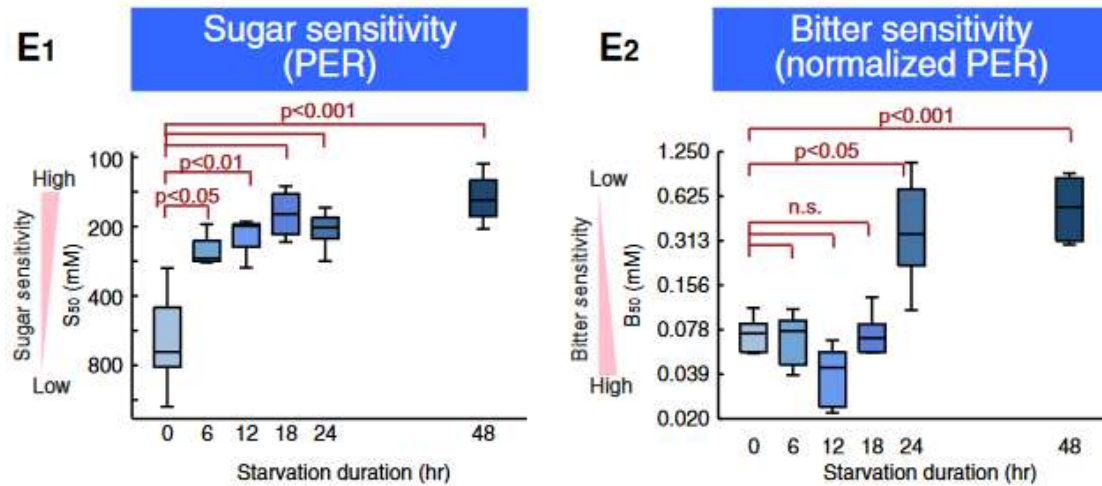 E1
Sugar sensitivity
(PER)
p<0.001
p<0.01
p<0.05
High
Sugar sensitivity
Low
S50 (mM)
100
200
400
800
0 6 12 18 24 48
Starvation duration (hr)
E2
Bitter sensitivity
(normalized PER)
p<0.001
p<0.05
n.s.
Low
Bitter sensitivity
High
B50 (mM)
1.250
0.625
0.313
0.156
0.078
0.039
0.020
0 6 12 18 24 48
Starvation duration (hr)